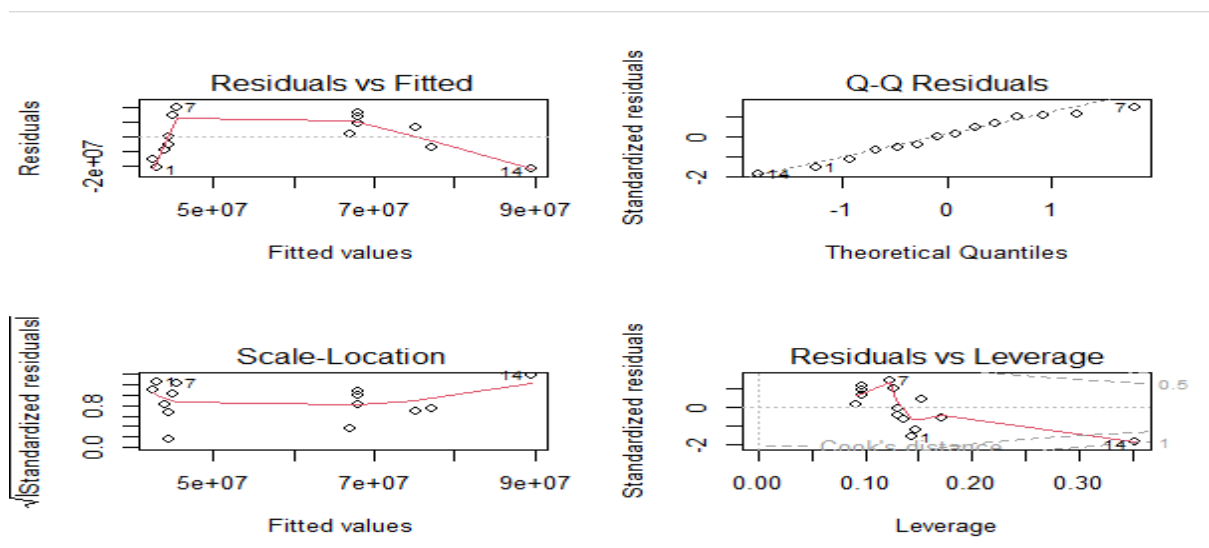 Residuals vs Fitted
Residuals
-2e+07
7
1
14
5e+07 7e+07 9e+07
Fitted values
Q-Q Residuals
Standardized residuals
-2 0
7
1
14
-1 0 1
Theoretical Quantiles
Scale-Location
√|Standardized residuals|
0.0 0.8
1
7
14
5e+07 7e+07 9e+07
Fitted values
Residuals vs Leverage
Standardized residuals
-2 0
7
1
14
Cook's distance
0.5
1
0.00 0.10 0.20 0.30
Leverage